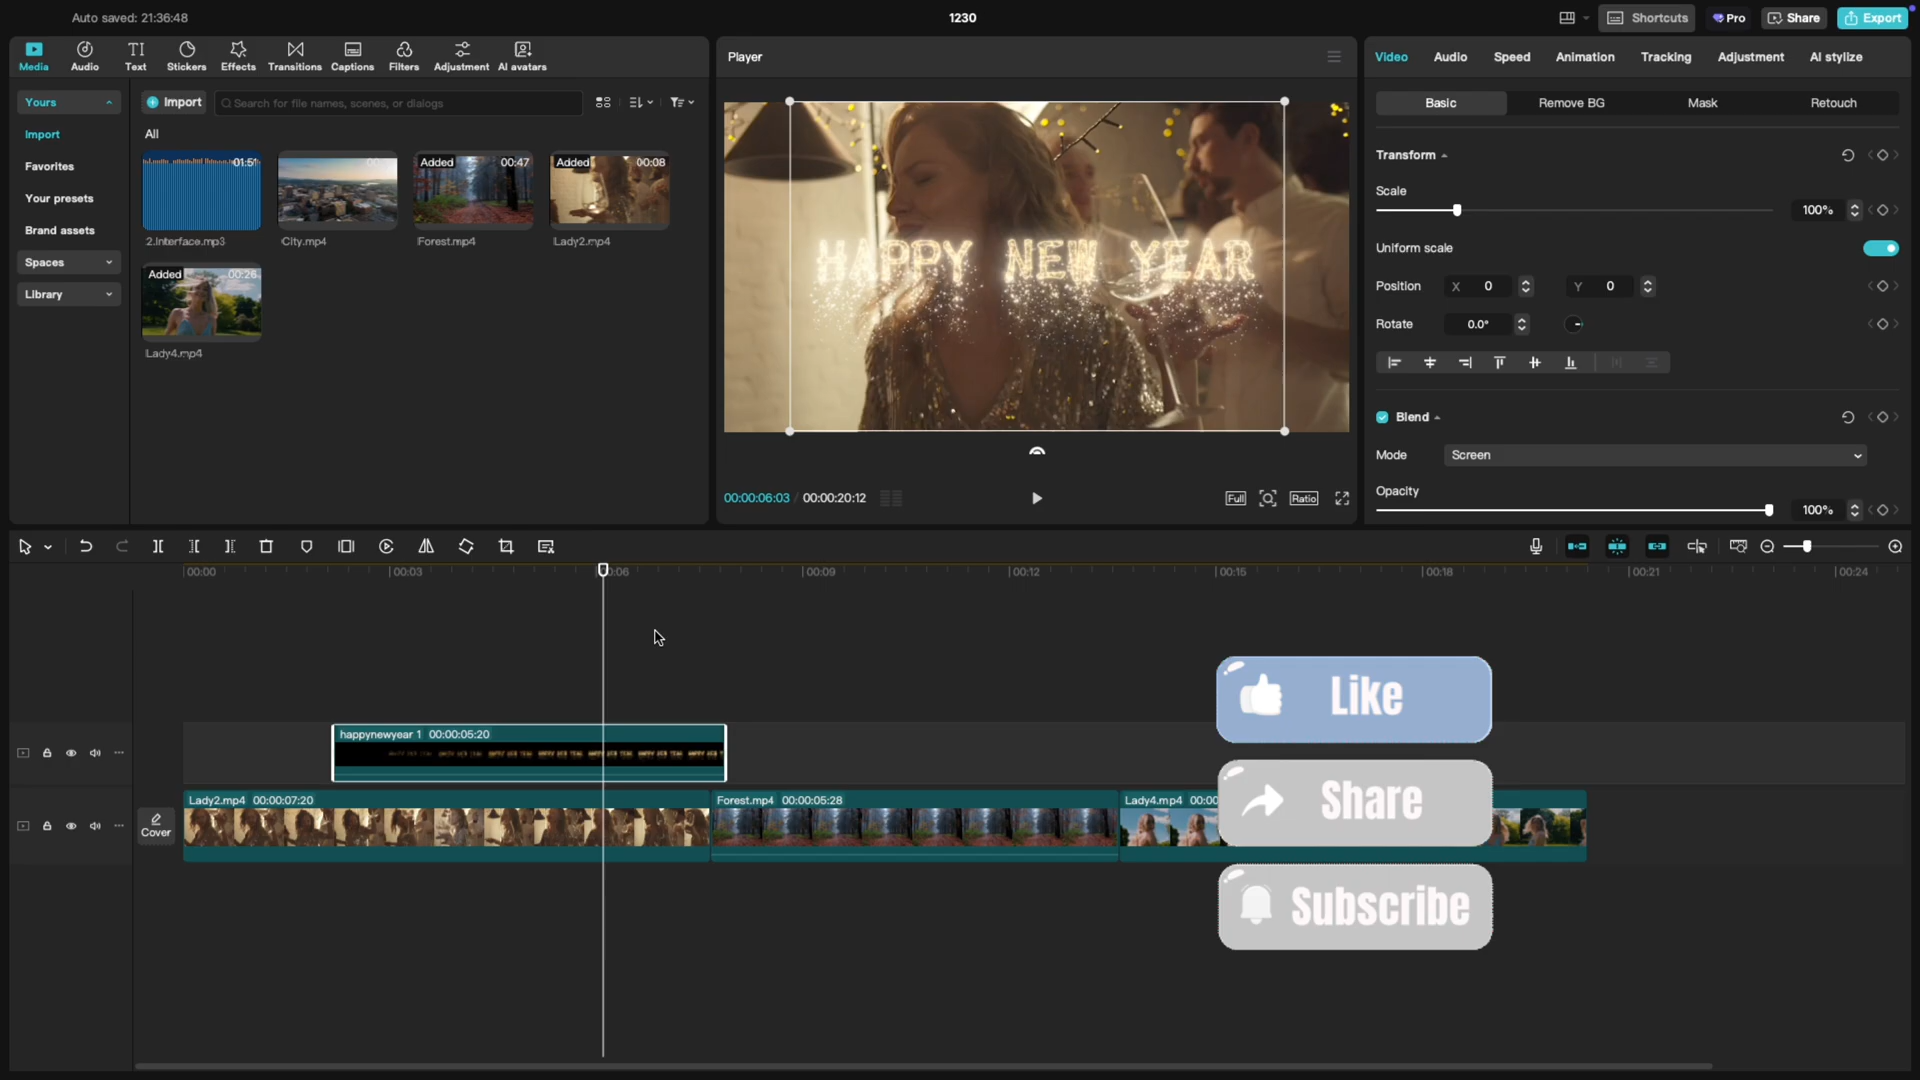 Auto saved: 21:36:48
1230
Shortcuts
Pro
Share
Export
Media
Audio
Text
Stickers
Effects
Transitions
Captions
Filters
Adjustment
AI avatars
Yours
Import
Favorites
Your presets
Brand assets
Spaces
Library
Import
Search for file names, scenes, or dialogs
All
01:51
2.Interface.mp3
City.mp4
Added 00:47
Forest.mp4
Added 00:08
Lady2.mp4
Added 00:26
Lady4.mp4
Player
HAPPY NEW YEAR
00:00:06:03 / 00:00:20:12
Full
Ratio
Video
Audio
Speed
Animation
Tracking
Adjustment
AI stylize
Basic
Remove BG
Mask
Retouch
Transform
Scale
100%
Uniform scale
Position X 0 Y 0
Rotate 0.0°
Blend
Mode Screen
Opacity
100%
00:00
00:03
00:06
00:09
00:12
00:15
00:18
00:21
00:24
happynewyear 1 00:00:05:20
Cover
Lady2.mp4 00:00:07:20
Forest.mp4 00:00:05:28
Lady4.mp4 00:00
Like
Share
Subscribe